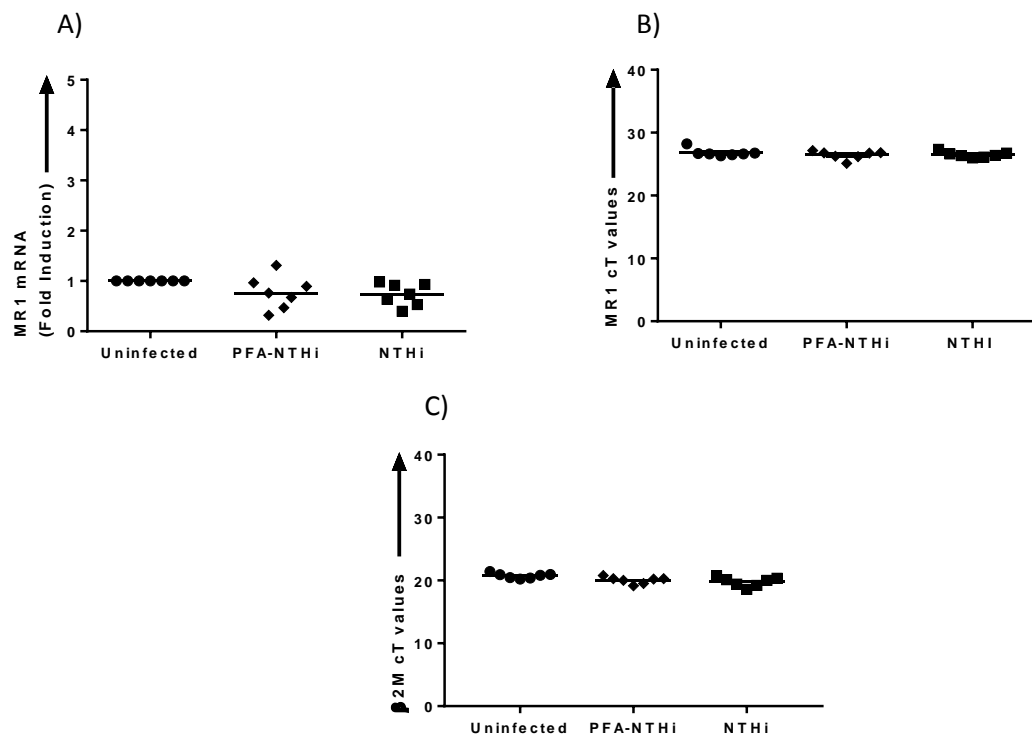 A)
5
4
3
2
1
0
MR1 mRNA
(Fold Induction)
Uninfected PFA-NTHi NTHi
B)
40
30
20
10
0
MR1 cT values
Uninfected PFA-NTHi NTHI
C)
40
30
20
10
0
2M cT values
Uninfected PFA-NTHi NTHi